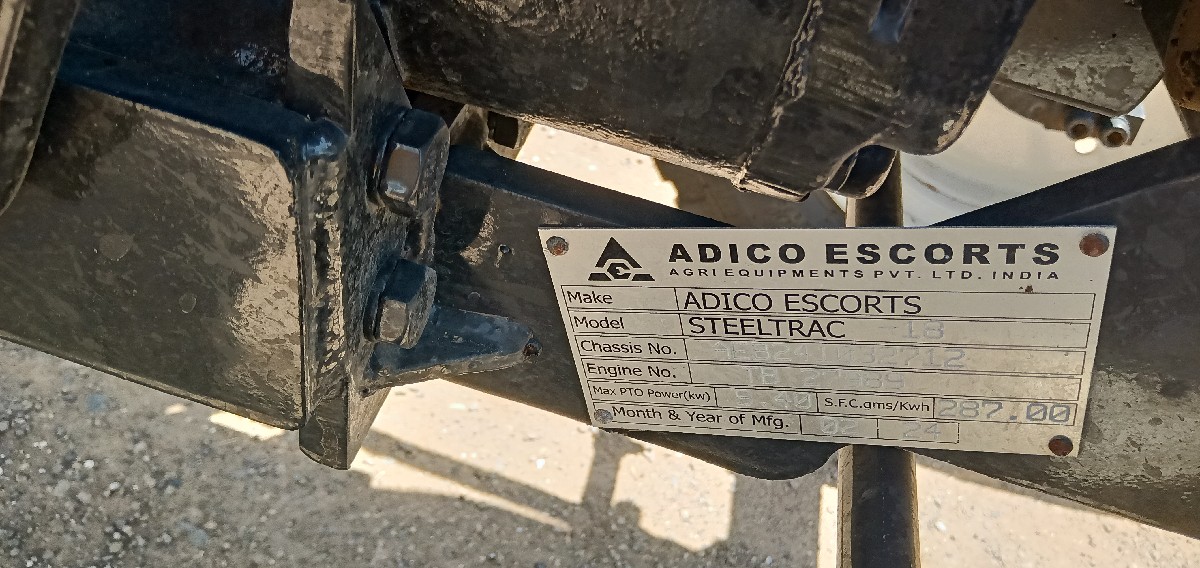 ADICO ESCORTS
AGRI EQUIPMENTS PVT. LTD. INDIA
Make ADICO ESCORTS
Model STEELTRAC 18
Chassis No.
Engine No.
Max PTO Power(kw) S.F.C.gms/Kwh 287.00
Month & Year of Mfg. 02 24